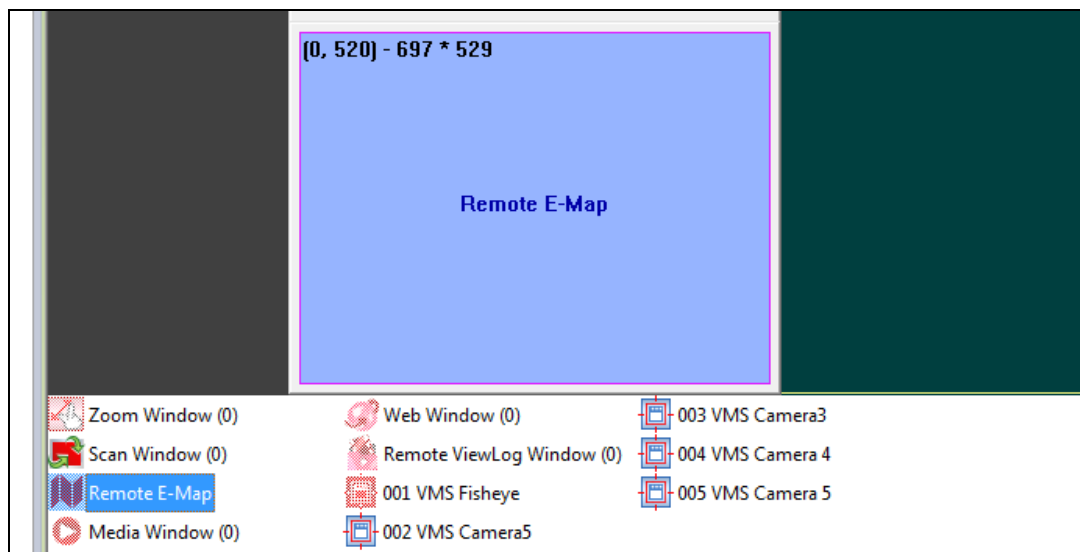 (0, 520) - 697 * 529
Remote E-Map
Zoom Window (0)
Scan Window (0)
Remote E-Map
Media Window (0)
Web Window (0)
Remote ViewLog Window (0)
001 VMS Fisheye
002 VMS Camera5
003 VMS Camera3
004 VMS Camera 4
005 VMS Camera 5